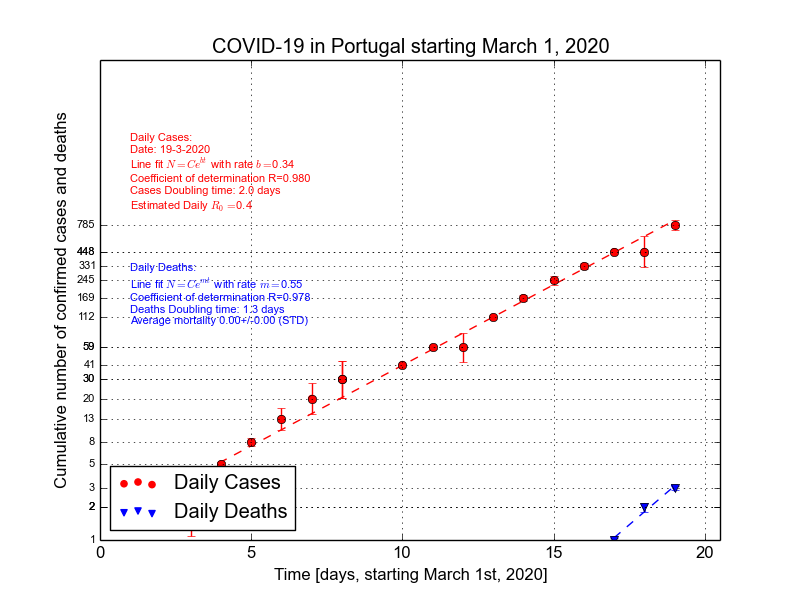 COVID-19 in Portugal starting March 1, 2020
Cumulative number of confirmed cases and deaths
Daily Cases:
Date: 19-3-2020
Line fit N = Ce^{bt} with rate b =0.34
Coefficient of determination R=0.980
Cases Doubling time: 2.0 days
Estimated Daily R_0 =0.4
Daily Deaths:
Line fit N = Ce^{mt} with rate m =0.55
Coefficient of determination R=0.978
Deaths Doubling time: 1.3 days
Average mortality 0.00+/-0.00 (STD)
785
448
331
245
169
112
59
41
30
20
13
8
5
3
2
1
Daily Cases
Daily Deaths
0 5 10 15 20
Time [days, starting March 1st, 2020]